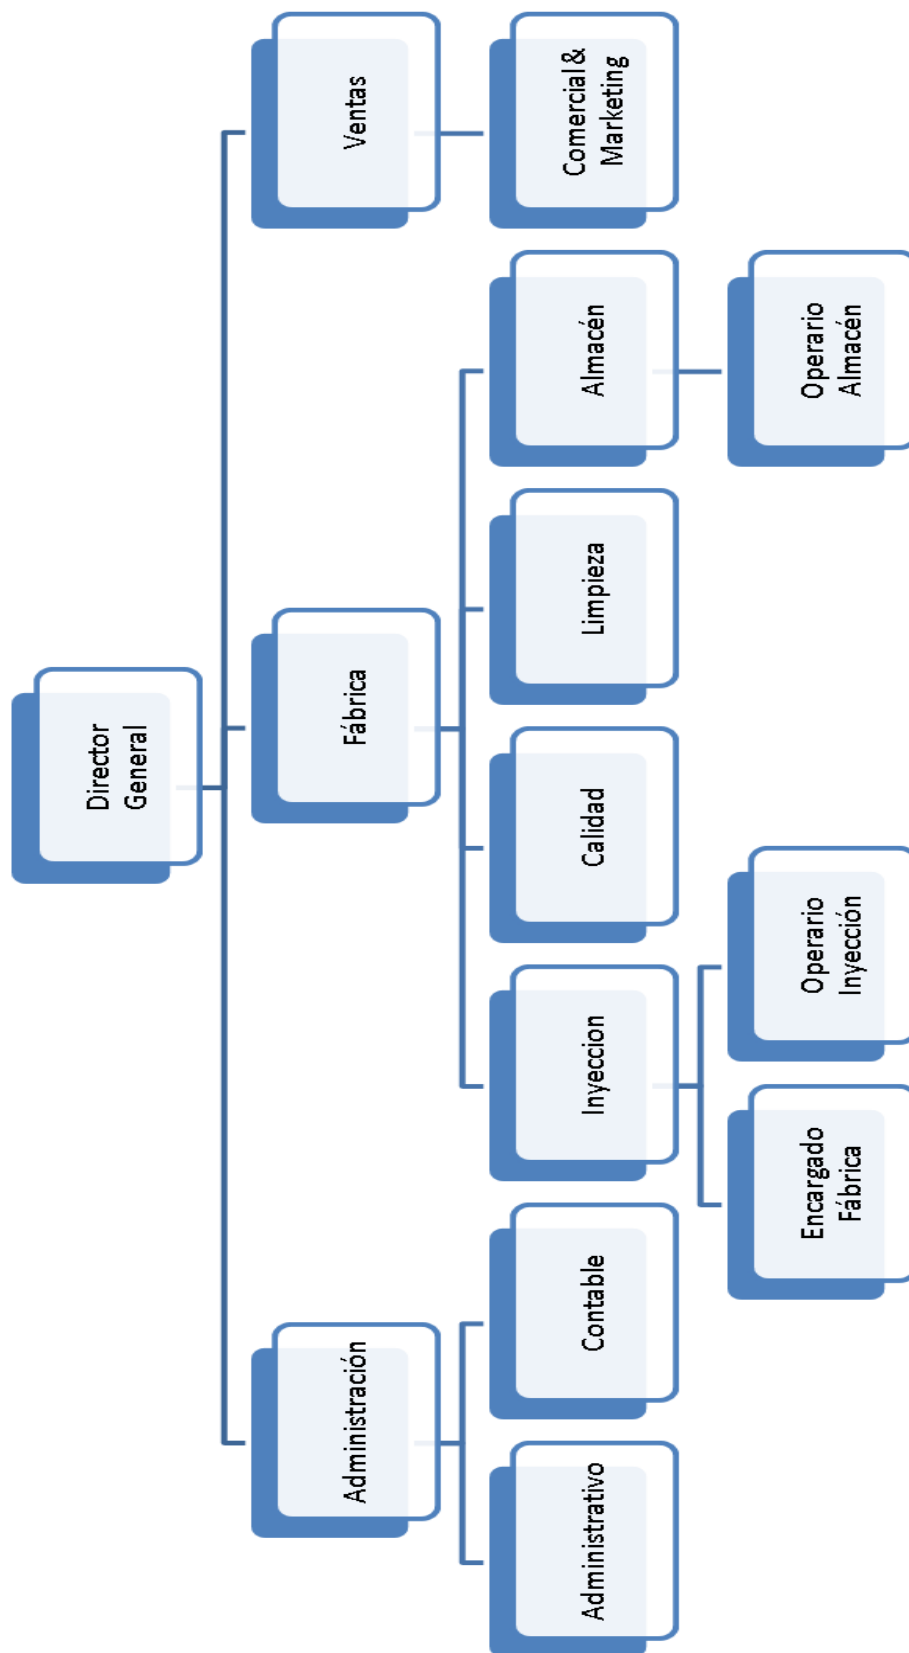 Director
General
Administración
Fábrica
Ventas
Administrativo
Contable
Inyeccion
Calidad
Limpieza
Almacén
Comercial&
Marketing
Encargado
Fábrica
Operario
Inyección
Operario
Almacén